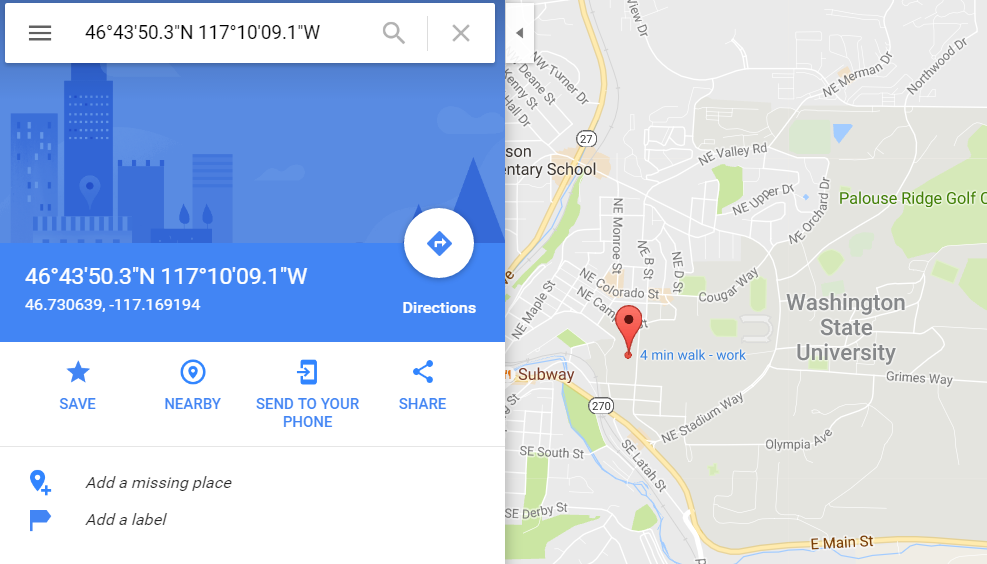 46°43'50.3"N 117°10'09.1"W
46°43'50.3"N 117°10'09.1"W
46.730639, -117.169194
Directions
SAVE
NEARBY
SEND TO YOUR
PHONE
SHARE
Add a missing place
Add a label
View Dr
NW Turner Dr
Deane St
Kenny St
Hall Dr
27
son
entary School
NE Merman Dr
Northwood Dr
NE Valley Rd
NE Upper Dr
NE Orchard Dr
Palouse Ridge Golf C
NE Monroe St
NE B St
NE D St
NE Colorado St
NE Camp
St
Cougar Way
NE Maple St
Washington
State
University
4 min walk - work
Subway
Grimes Way
270
NE Stadium Way
Olympia Ave
SE South St
SE Latah St
SE Derby St
E Main St